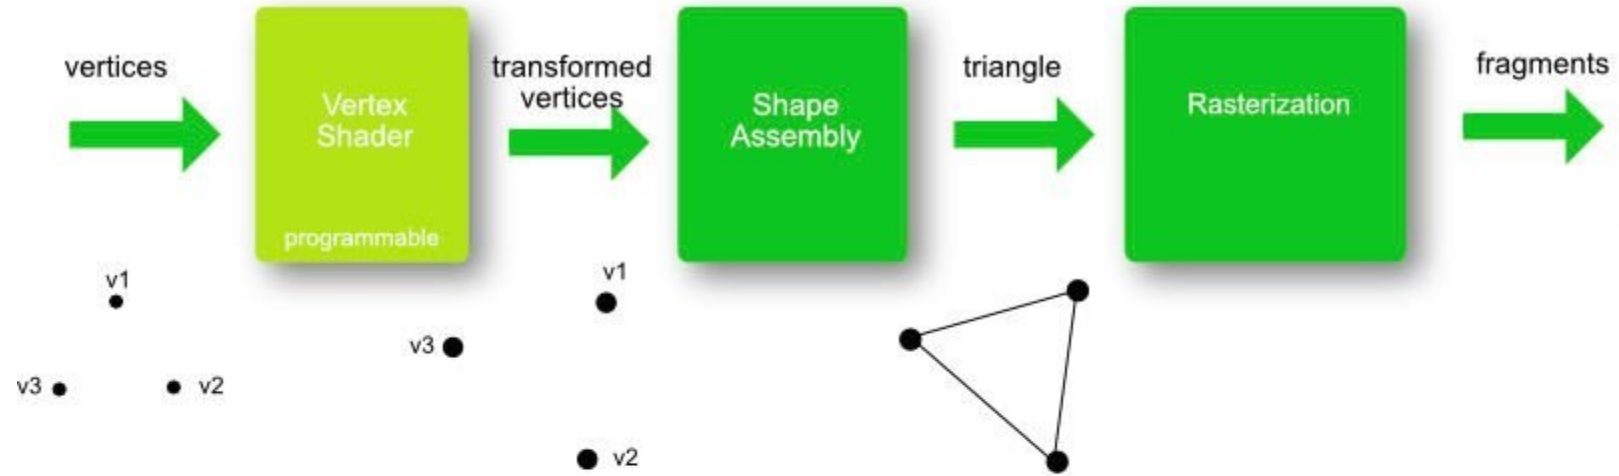 vertices
Vertex
Shader
programmable
transformed
vertices
Shape
Assembly
triangle
Rasterization
fragments
v1
v3
v2
v1
v3
v2